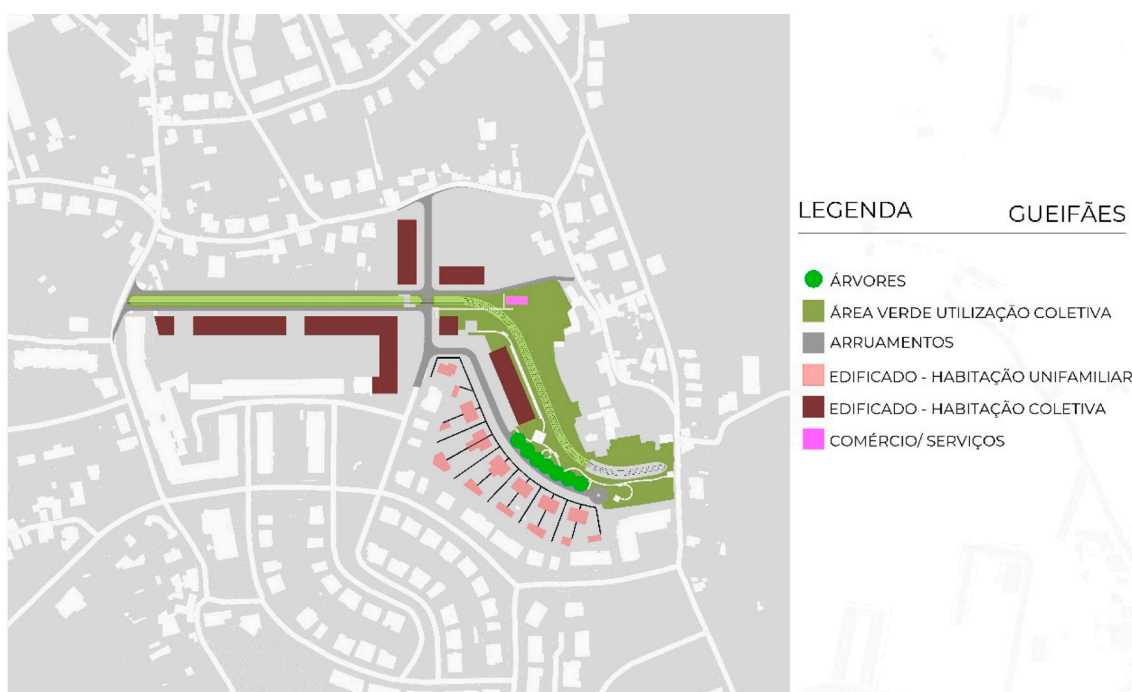 LEGENDA GUEIFÃES
ÁRVORES
ÁREA VERDE UTILIZAÇÃO COLETIVA
ARRUAMENTOS
EDIFICADO - HABITAÇÃO UNIFAMILIAR
EDIFICADO - HABITAÇÃO COLETIVA
COMÉRCIO/ SERVIÇOS